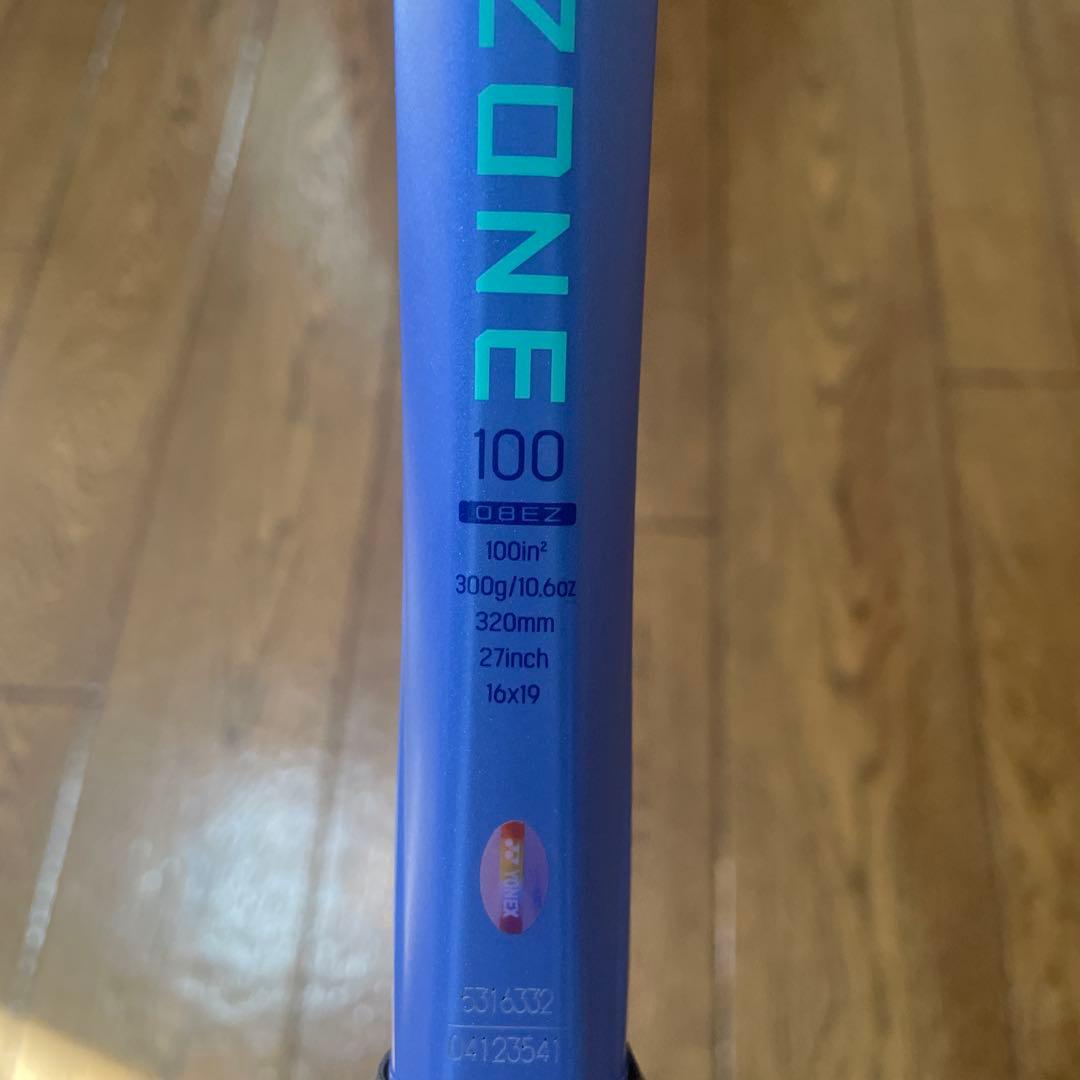 ZONE
100
08EZ
100in²
300g/10.6oz
320mm
27inch
16x19
YONEX
5316332
04123541